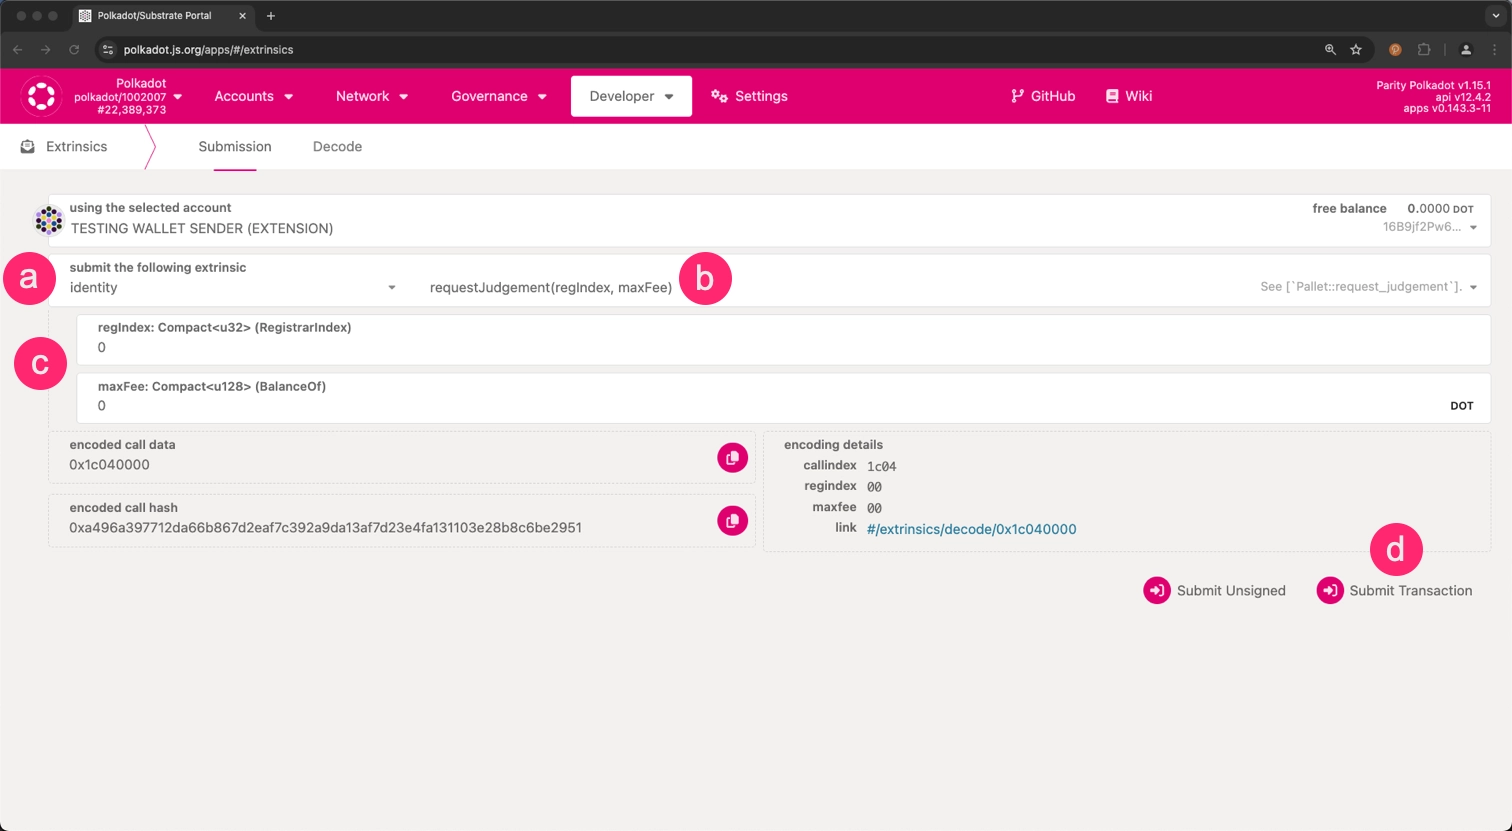 Polkadot/Substrate Portal
polkadot.js.org/apps/#/extrinsics
Polkadot
polkadot/1002007
#22,389,373
Accounts
Network
Governance
Developer
Settings
GitHub
Wiki
Parity Polkadot v1.15.1
api v12.4.2
apps v0.143.3-11
Extrinsics
Submission
Decode
using the selected account
TESTING WALLET SENDER (EXTENSION)
free balance 0.0000 DOT
16B9jf2Pw6...
a
submit the following extrinsic
identity
requestJudgement(regIndex, maxFee)
b
See [`Pallet::request_judgement`].
c
regIndex: Compact<u32> (RegistrarIndex)
0
maxFee: Compact<u128> (BalanceOf)
0
DOT
encoded call data
0x1c040000
encoded call hash
0xa496a397712da66b867d2eaf7c392a9da13af7d23e4fa131103e28b8c6be2951
encoding details
callindex 1c04
regindex 00
maxfee 00
link #/extrinsics/decode/0x1c040000
d
Submit Unsigned
Submit Transaction